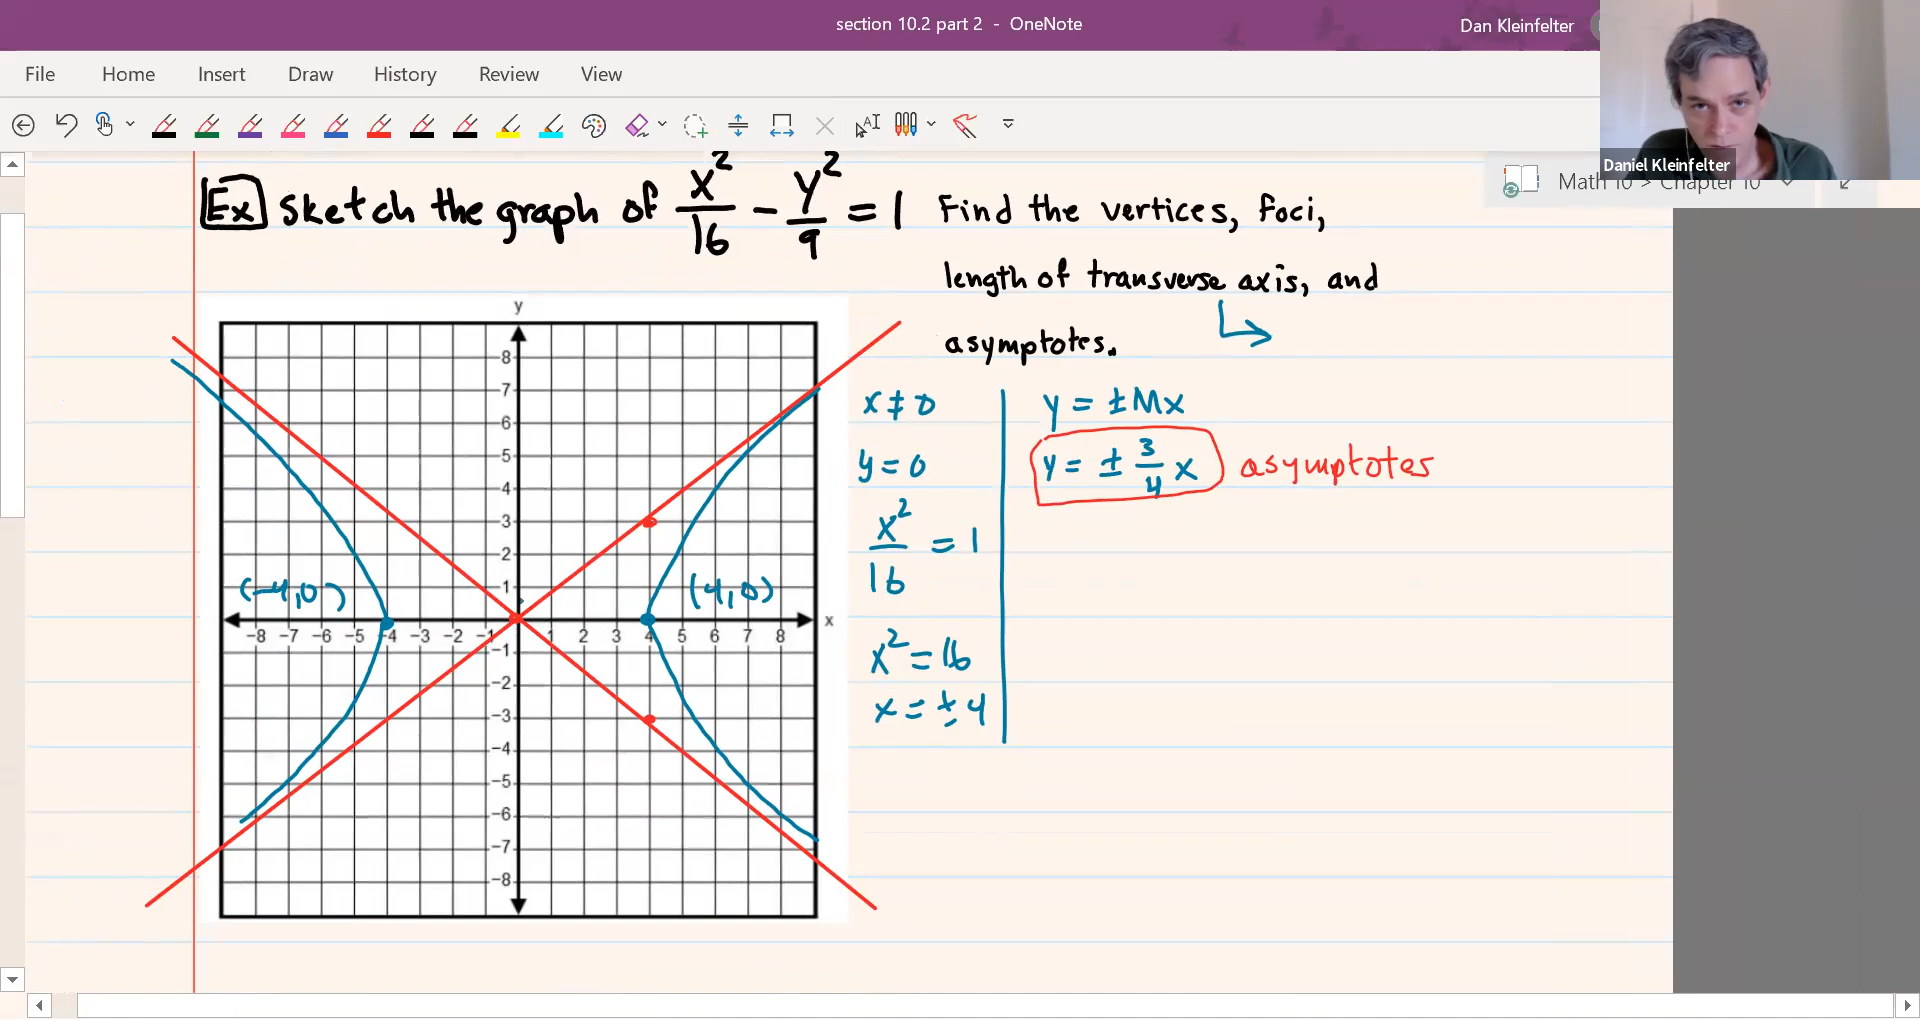 section 10.2 part 2 - OneNote
Dan Kleinfelter
File Home Insert Draw History Review View
Daniel Kleinfelter
Math 10 > Chapter 10
Ex Sketch the graph of x²/16 - y²/9 = 1 Find the vertices, foci,
length of transverse axis, and
asymptotes.
x ≠ 0
y = 0
x²/16 = 1
x² = 16
x = ± 4
y = ± Mx
y = ± 3/4 x asymptotes
y
8
7
6
5
4
3
2
1
(-4,0) (4,0)
x
-8 -7 -6 -5 -4 -3 -2 -1 1 2 3 4 5 6 7 8
-1
-2
-3
-4
-5
-6
-7
-8